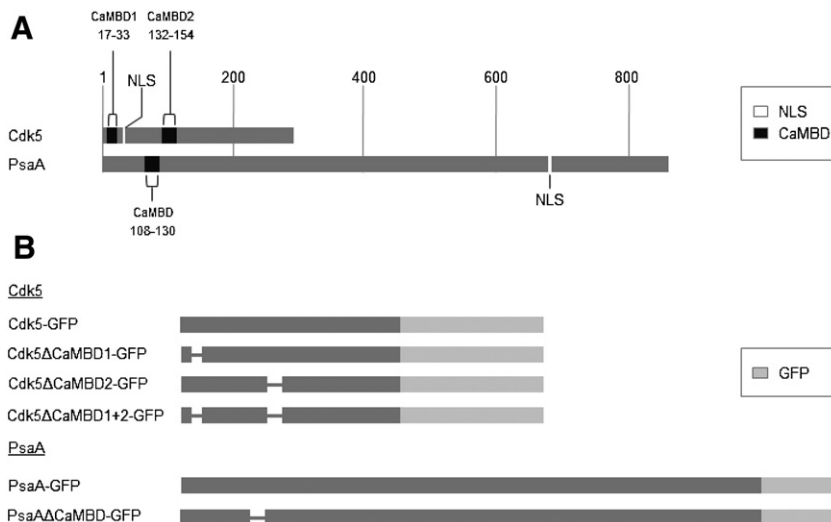 A
CaMBD1 CaMBD2
17-33 132-154
1 NLS 200 400 600 800
NLS
CaMBD
Cdk5
PsaA
NLS
CaMBD
108-130
B
Cdk5
Cdk5-GFP
Cdk5ΔCaMBD1-GFP
GFP
Cdk5ΔCaMBD2-GFP
Cdk5ΔCaMBD1+2-GFP
PsaA
PsaA-GFP
PsaAΔCaMBD-GFP